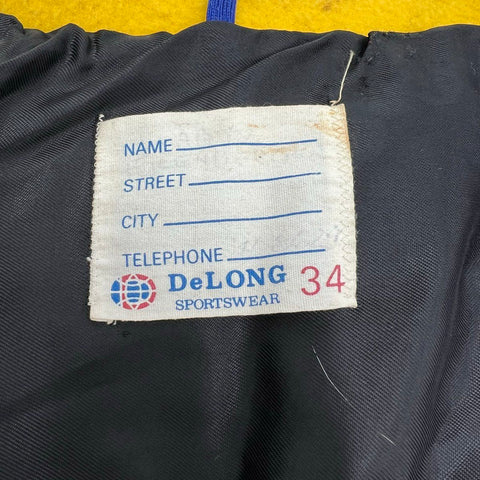 NAME
STREET
CITY
TELEPHONE
DeLONG 34
SPORTSWEAR